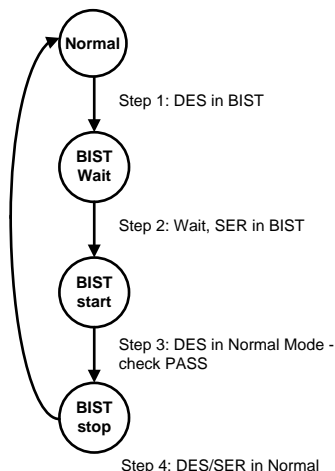 Normal
Step 1: DES in BIST
BIST
Wait
Step 2: Wait, SER in BIST
BIST
start
Step 3: DES in Normal Mode -
check PASS
BIST
stop
Step 4: DES/SER in Normal